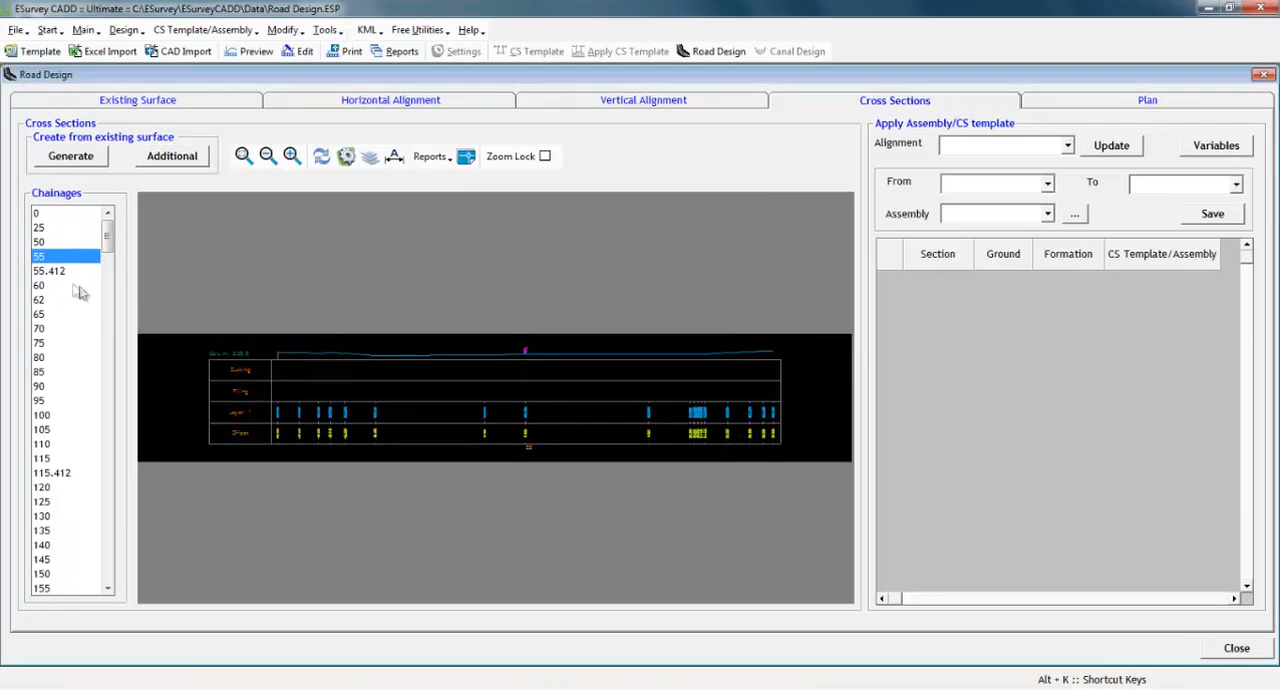 ESurvey CADD :: Ultimate :: C:\ESurvey\ESurveyCADD\Data\Road Design.ESP
File Start Main Design CS Template/Assembly Modify Tools KML Free Utilities Help
Template Excel Import CAD Import Preview Edit Print Reports Settings CS Template Apply CS Template Road Design Canal Design
Road Design
Existing Surface Horizontal Alignment Vertical Alignment Cross Sections Plan
Cross Sections
Create from existing surface
Generate Additional
Reports Zoom Lock
Chainages
0
25
50
55
55.412
60
62
65
70
75
80
85
90
95
100
105
110
115
115.412
120
125
130
135
140
145
150
155
Apply Assembly/CS template
Alignment Update Variables
From To
Assembly ... Save
Section Ground Formation CS Template/Assembly
Close
Alt + K :: Shortcut Keys